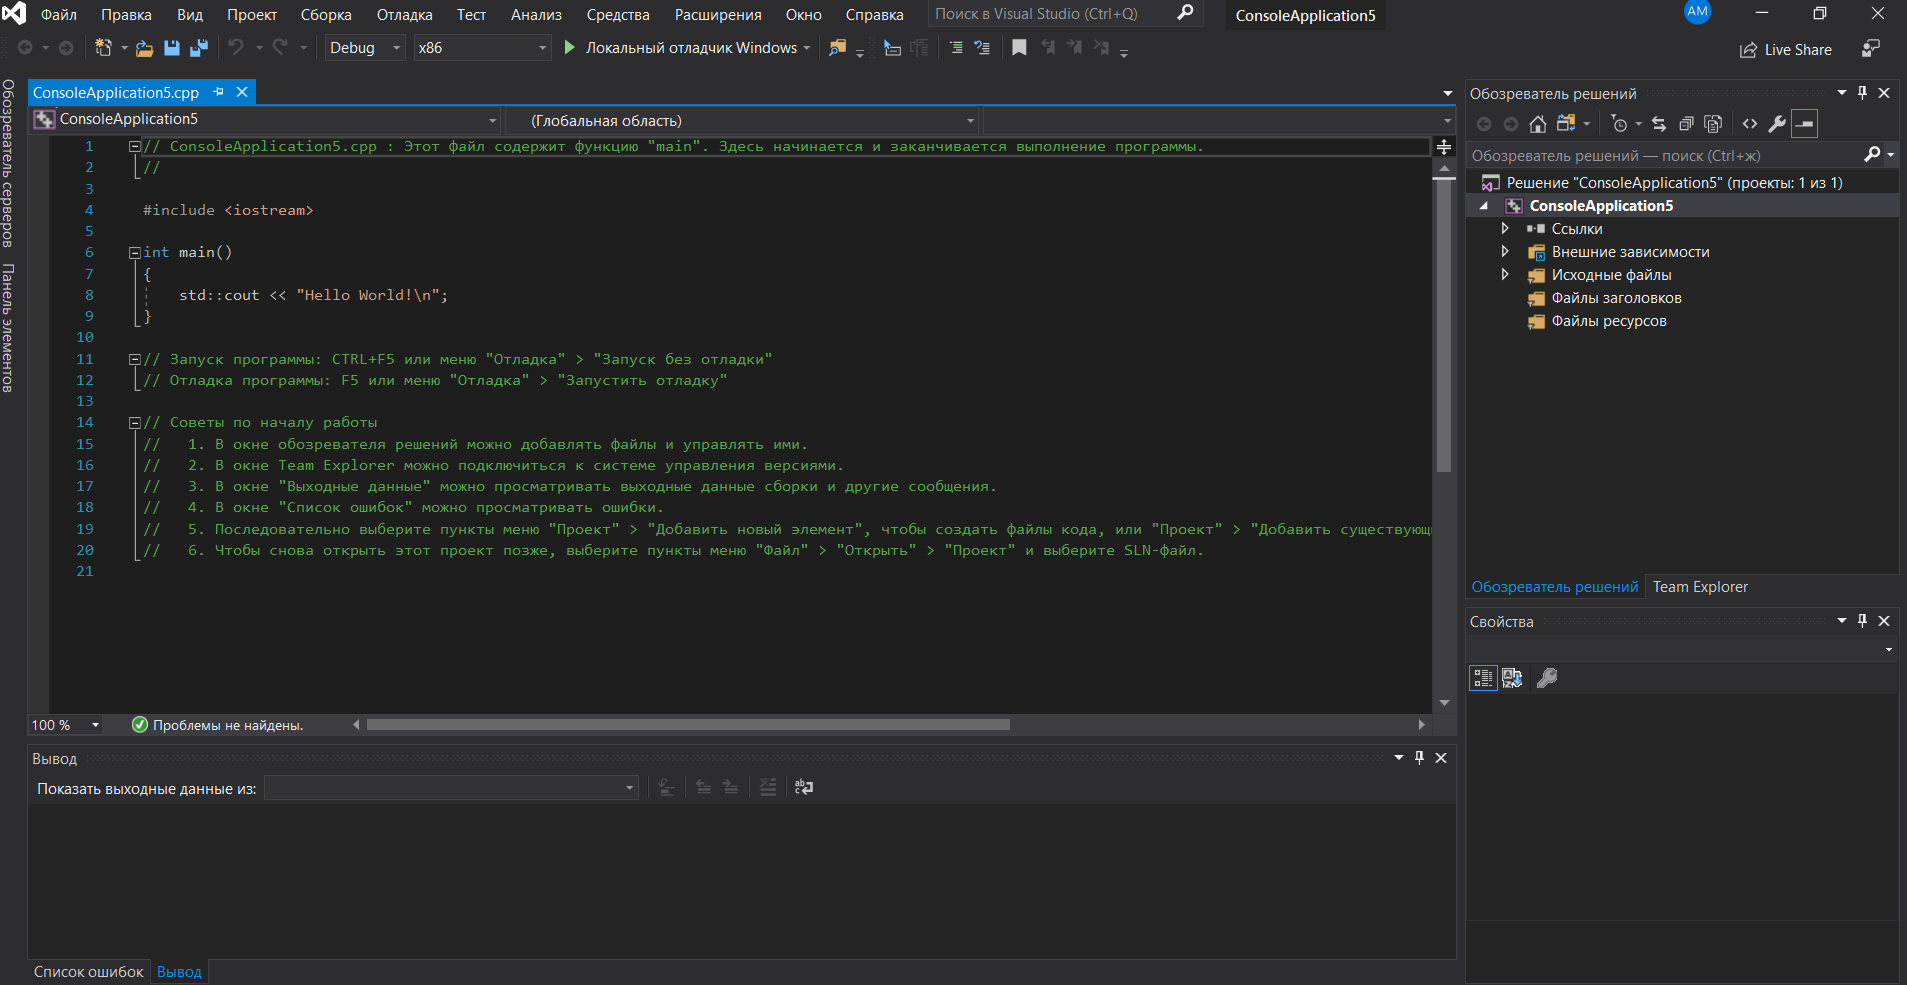 Файл Правка Вид Проект Сборка Отладка Тест Анализ Средства Расширения Окно Справка Поиск в Visual Studio (Ctrl+Q) ConsoleApplication5 AM
Debug x86 Локальный отладчик Windows Live Share
Обозреватель серверов
Панель элементов
ConsoleApplication5.cpp
ConsoleApplication5 (Глобальная область)
1 // ConsoleApplication5.cpp : Этот файл содержит функцию "main". Здесь начинается и заканчивается выполнение программы.
2 //
3
4 #include <iostream>
5
6 int main()
7 {
8 std::cout << "Hello World!\n";
9 }
10
11 // Запуск программы: CTRL+F5 или меню "Отладка" > "Запуск без отладки"
12 // Отладка программы: F5 или меню "Отладка" > "Запустить отладку"
13
14 // Советы по началу работы
15 // 1. В окне обозревателя решений можно добавлять файлы и управлять ими.
16 // 2. В окне Team Explorer можно подключиться к системе управления версиями.
17 // 3. В окне "Выходные данные" можно просматривать выходные данные сборки и другие сообщения.
18 // 4. В окне "Список ошибок" можно просматривать ошибки.
19 // 5. Последовательно выберите пункты меню "Проект" > "Добавить новый элемент", чтобы создать файлы кода, или "Проект" > "Добавить существующ
20 // 6. Чтобы снова открыть этот проект позже, выберите пункты меню "Файл" > "Открыть" > "Проект" и выберите SLN-файл.
21
100 % Проблемы не найдены.
Вывод
Показать выходные данные из:
Список ошибок Вывод
Обозреватель решений
Обозреватель решений — поиск (Ctrl+ж)
Решение "ConsoleApplication5" (проекты: 1 из 1)
ConsoleApplication5
Ссылки
Внешние зависимости
Исходные файлы
Файлы заголовков
Файлы ресурсов
Обозреватель решений Team Explorer
Свойства